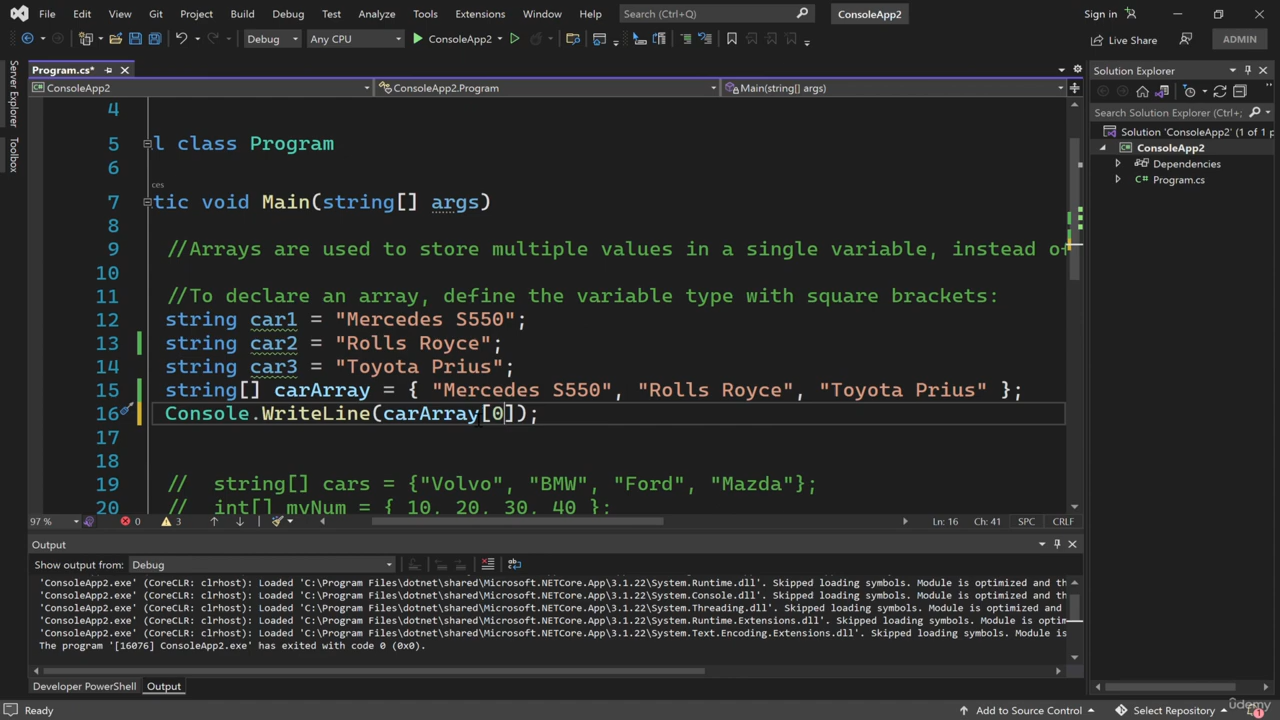 File Edit View Git Project Build Debug Test Analyze Tools Extensions Window Help Search (Ctrl+Q) ConsoleApp2 Sign in
Debug Any CPU ConsoleApp2 Live Share ADMIN
Server Explorer
Toolbox
Program.cs*
ConsoleApp2 ConsoleApp2.Program Main(string[] args)
4
5 l class Program
6
ces
7 tic void Main(string[] args)
8
9 //Arrays are used to store multiple values in a single variable, instead of
10
11 //To declare an array, define the variable type with square brackets:
12 string car1 = "Mercedes S550";
13 string car2 = "Rolls Royce";
14 string car3 = "Toyota Prius";
15 string[] carArray = { "Mercedes S550", "Rolls Royce", "Toyota Prius" };
16 Console.WriteLine(carArray[0]);
17
18
19 // string[] cars = {"Volvo", "BMW", "Ford", "Mazda"};
20 // int[] myNum = { 10, 20, 30, 40 };
97 % 0 3 Ln: 16 Ch: 41 SPC CRLF
Output
Show output from: Debug
'ConsoleApp2.exe' (CoreCLR: clrhost): Loaded 'C:\Program Files\dotnet\shared\Microsoft.NETCore.App\3.1.22\System.Runtime.dll'. Skipped loading symbols. Module is optimized and th
'ConsoleApp2.exe' (CoreCLR: clrhost): Loaded 'C:\Program Files\dotnet\shared\Microsoft.NETCore.App\3.1.22\System.Console.dll'. Skipped loading symbols. Module is optimized and th
'ConsoleApp2.exe' (CoreCLR: clrhost): Loaded 'C:\Program Files\dotnet\shared\Microsoft.NETCore.App\3.1.22\System.Threading.dll'. Skipped loading symbols. Module is optimized and
'ConsoleApp2.exe' (CoreCLR: clrhost): Loaded 'C:\Program Files\dotnet\shared\Microsoft.NETCore.App\3.1.22\System.Runtime.Extensions.dll'. Skipped loading symbols. Module is optim
'ConsoleApp2.exe' (CoreCLR: clrhost): Loaded 'C:\Program Files\dotnet\shared\Microsoft.NETCore.App\3.1.22\System.Text.Encoding.Extensions.dll'. Skipped loading symbols. Module is
The program '[16076] ConsoleApp2.exe' has exited with code 0 (0x0).
Developer PowerShell Output
Solution Explorer
Search Solution Explorer (Ctrl+;
Solution 'ConsoleApp2' (1 of 1 p
ConsoleApp2
Dependencies
Program.cs
Ready Add to Source Control Select Repository 1
udemy